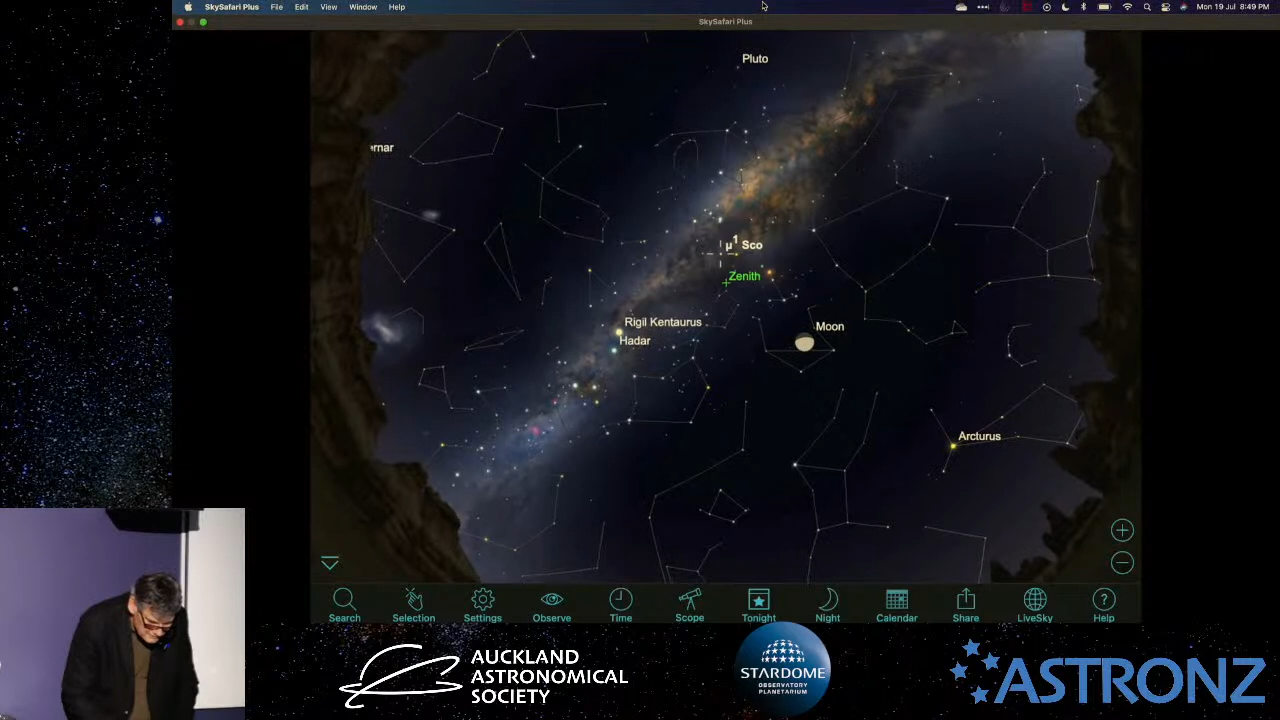 SkySafari Plus File Edit View Window Help Mon 19 Jul 8:49 PM
SkySafari Plus
Pluto
ernar
μ1 Sco
Zenith
Rigil Kentaurus
Hadar
Moon
Arcturus
Search Selection Settings Observe Time Scope Tonight Night Calendar Share LiveSky Help
AUCKLAND
ASTRONOMICAL
SOCIETY
STARDOME
OBSERVATORY
PLANETARIUM
ASTRONZ